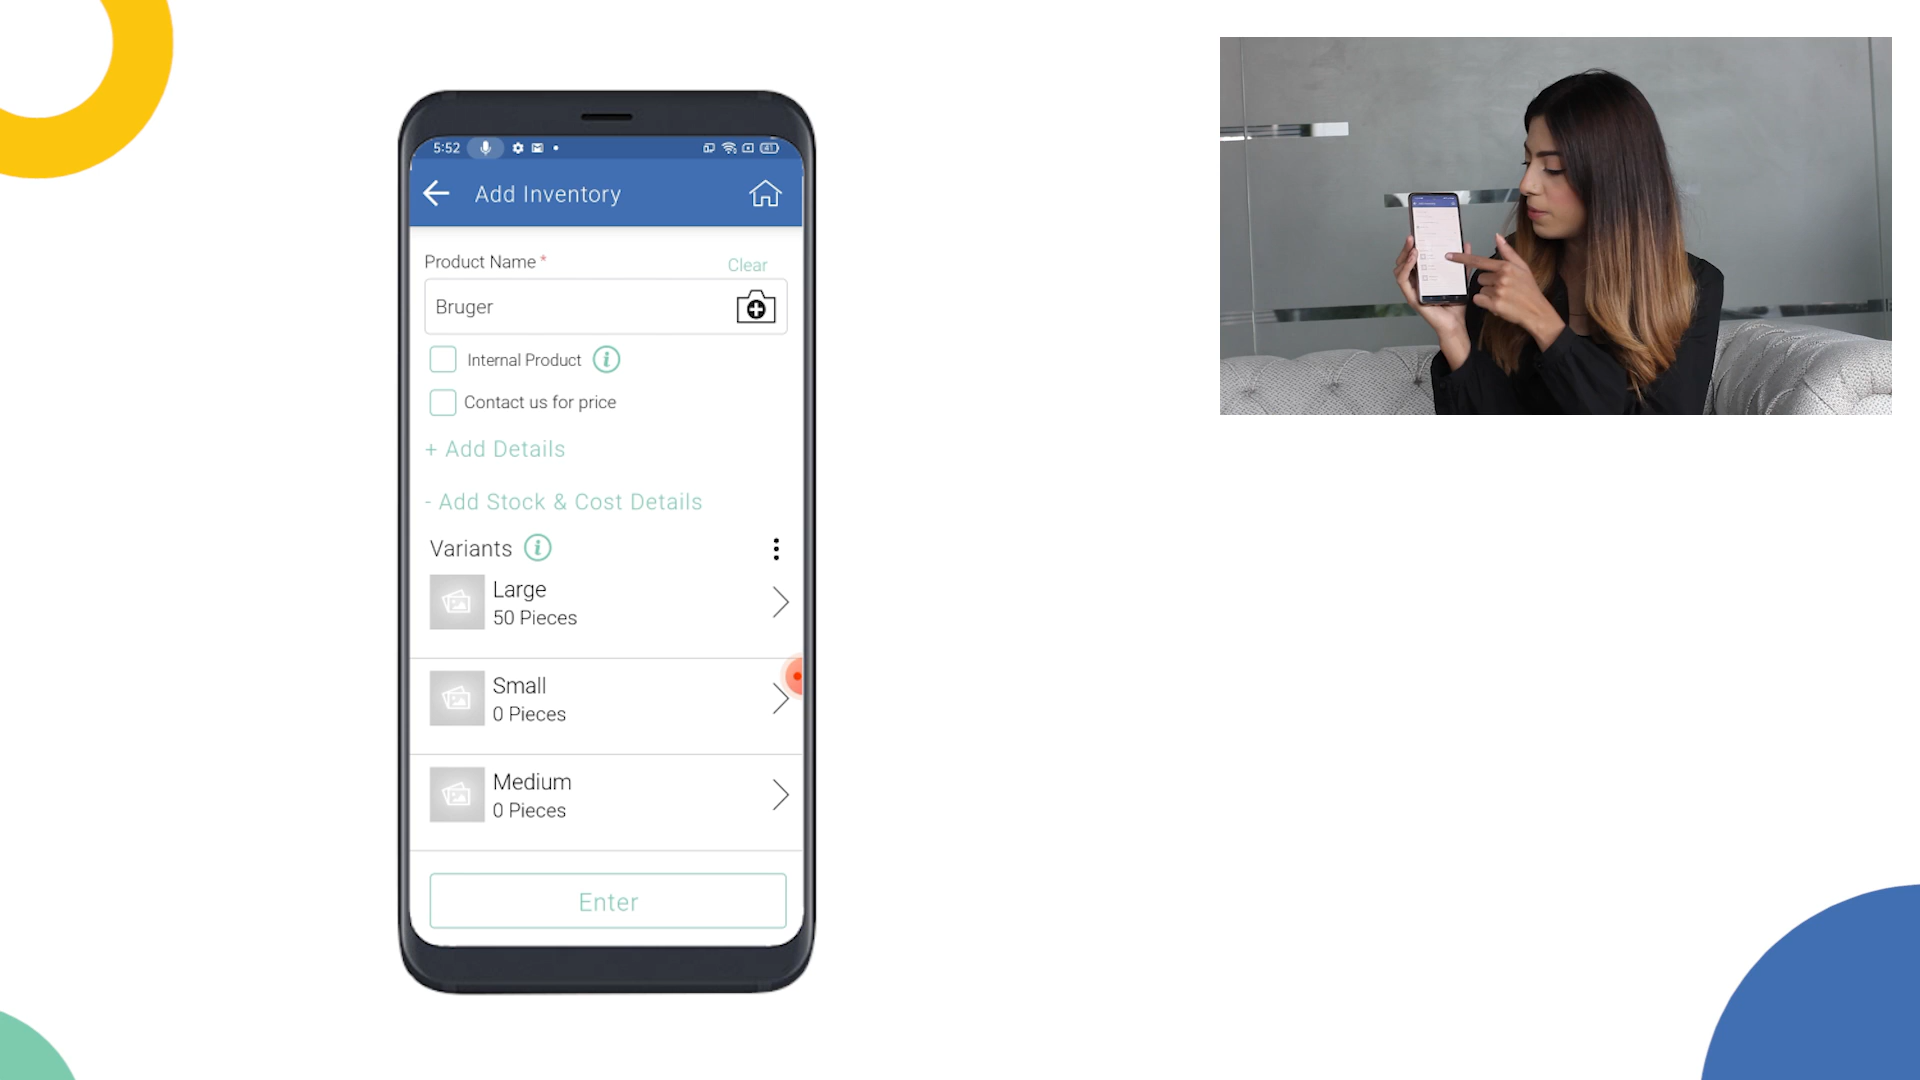 5:52
Add Inventory
Product Name *
Clear
Bruger
Internal Product
Contact us for price
+ Add Details
- Add Stock & Cost Details
Variants
Large
50 Pieces
Small
0 Pieces
Medium
0 Pieces
Enter